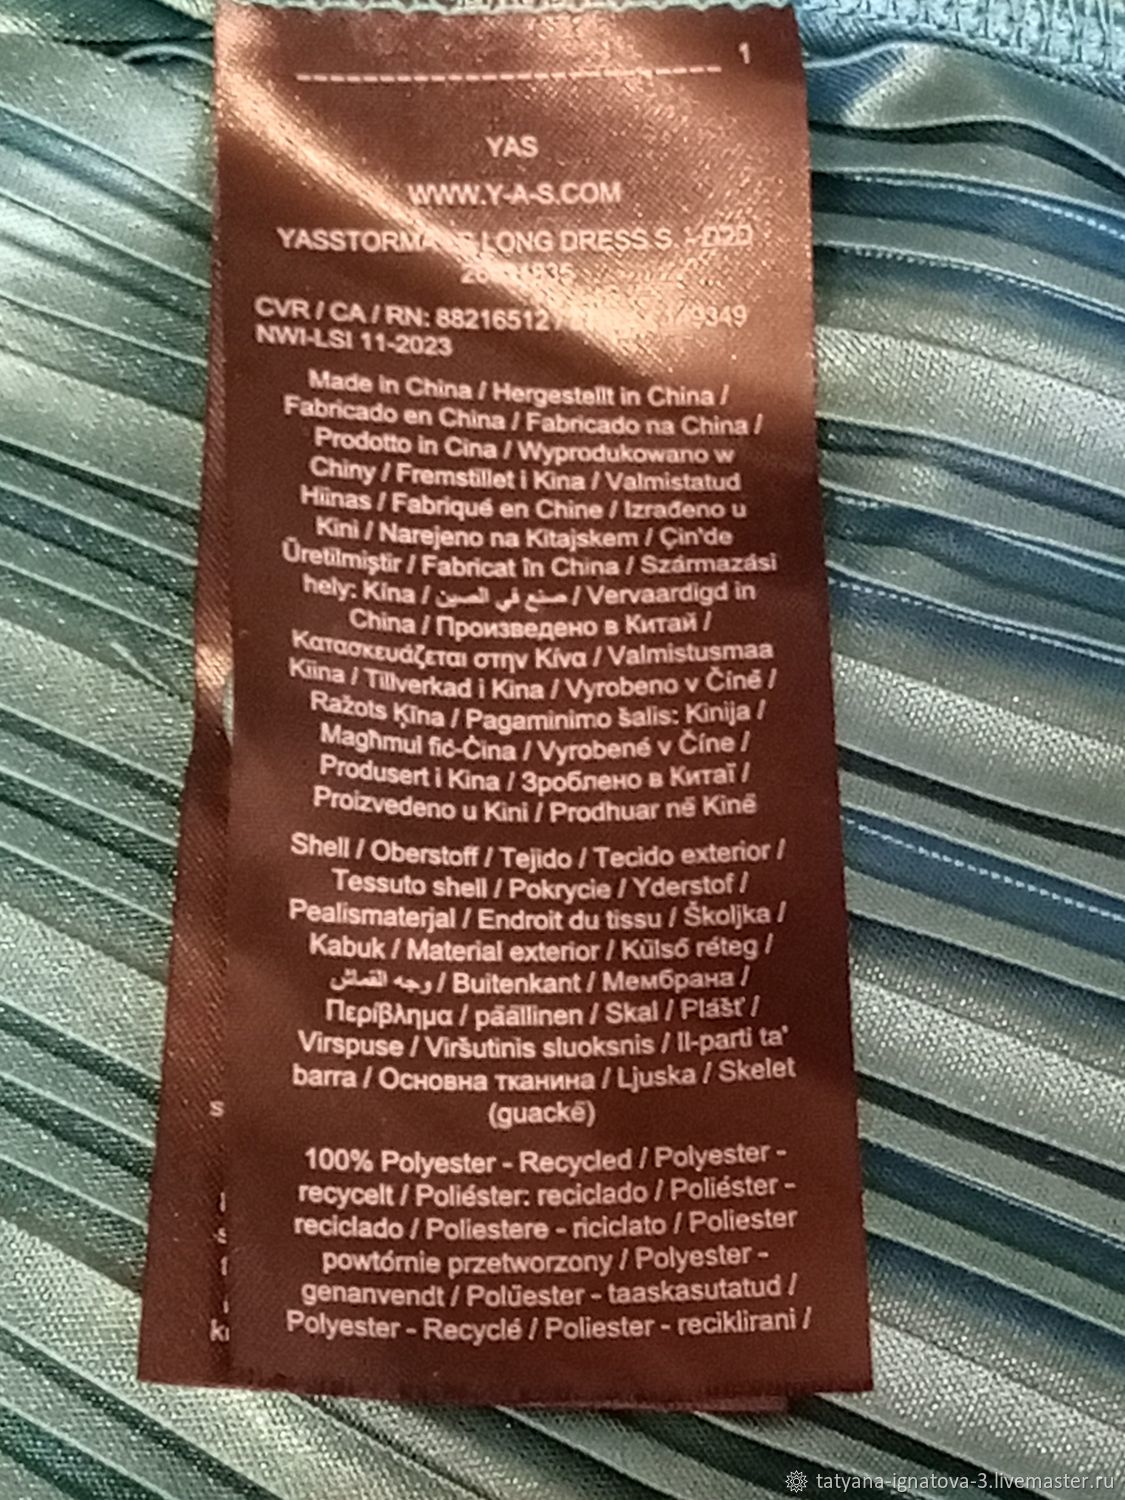 1
YAS
WWW.Y-A-S.COM
LONG DRESS S. - D2D
CVR / CA / RN:
NWI-LSI 11-2023
Made in China / Hergestellt in China /
Fabricado en China / Fabricado na China /
Prodotto in Cina / Wyprodukowano w
Chiny / Fremstillet i Kina / Valmistatud
Hiinas / Fabriqué en Chine / Izrađeno u
Kini / Narejeno na Kitajskem / Çin'de
Üretilmiştir / Fabricat în China / Származási
hely: Kína / صنع في الصين / Vervaardigd in
China / Произведено в Китай /
Κατασκευάζεται στην Κίνα / Valmistusmaa
Kiina / Tillverkad i Kina / Vyrobeno v Číně /
Ražots Ķīna / Pagaminimo šalis: Kinija /
Magħmul fiċ-Ċina / Vyrobené v Číne /
Produsert i Kina / Зроблено в Китаї /
Proizvedeno u Kini / Prodhuar në Kinë
Shell / Oberstoff / Tejido / Tecido exterior /
Tessuto shell / Pokrycie / Yderstof /
Pealismaterjal / Endroit du tissu / Školjka /
Kabuk / Material exterior / Külső réteg /
وجه القماش / Buitenkant / Мембрана /
Περίβλημα / päällinen / Skal / Plášť /
Virspuse / Viršutinis sluoksnis / Il-parti ta'
barra / Основна тканина / Ljuska / Skelet
(guackë)
100% Polyester - Recycled / Polyester -
recycelt / Poliéster: reciclado / Poliéster -
reciclado / Poliestere - riciclato / Poliester
powtórnie przetworzony / Polyester -
genanvendt / Polüester - taaskasutatud /
Polyester - Recyclé / Poliester - reciklirani /
tatyana-ignatova-3.livemaster.ru